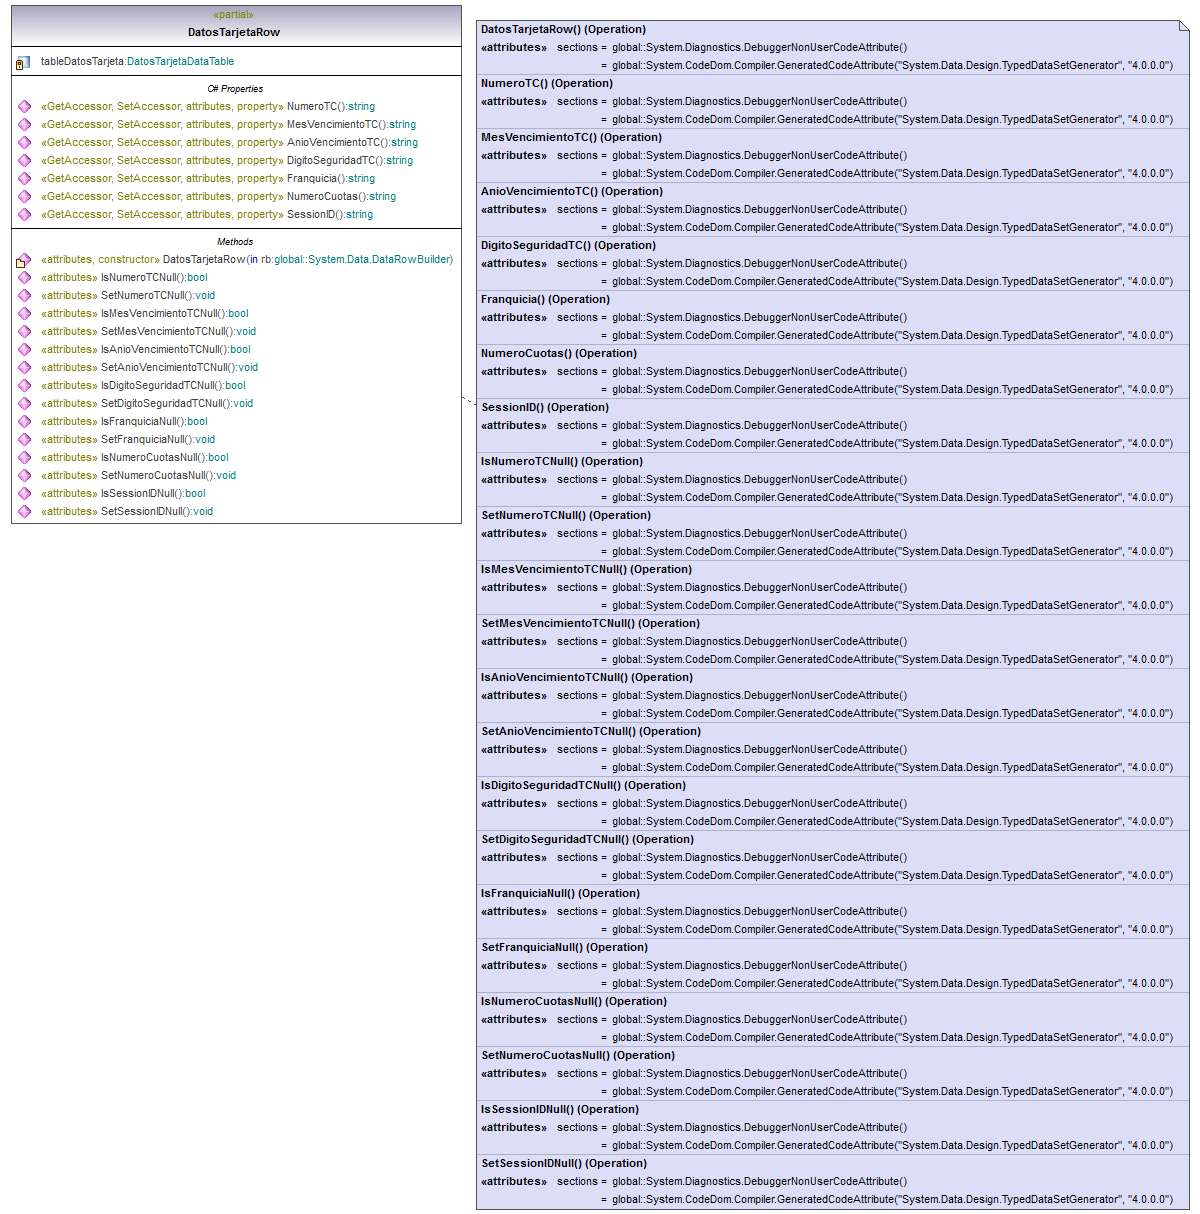 «partial»
DatosTarjetaRow
tableDatosTarjeta:DatosTarjetaDataTable
C# Properties
«GetAccessor, SetAccessor, attributes, property» NumeroTC():string
«GetAccessor, SetAccessor, attributes, property» MesVencimientoTC():string
«GetAccessor, SetAccessor, attributes, property» AnioVencimientoTC():string
«GetAccessor, SetAccessor, attributes, property» DigitoSeguridadTC():string
«GetAccessor, SetAccessor, attributes, property» Franquicia():string
«GetAccessor, SetAccessor, attributes, property» NumeroCuotas():string
«GetAccessor, SetAccessor, attributes, property» SessionID():string
Methods
«attributes, constructor» DatosTarjetaRow(in rb:global::System.Data.DataRowBuilder)
«attributes» IsNumeroTCNull():bool
«attributes» SetNumeroTCNull():void
«attributes» IsMesVencimientoTCNull():bool
«attributes» SetMesVencimientoTCNull():void
«attributes» IsAnioVencimientoTCNull():bool
«attributes» SetAnioVencimientoTCNull():void
«attributes» IsDigitoSeguridadTCNull():bool
«attributes» SetDigitoSeguridadTCNull():void
«attributes» IsFranquiciaNull():bool
«attributes» SetFranquiciaNull():void
«attributes» IsNumeroCuotasNull():bool
«attributes» SetNumeroCuotasNull():void
«attributes» IsSessionIDNull():bool
«attributes» SetSessionIDNull():void
DatosTarjetaRow() (Operation)
«attributes» sections = global::System.Diagnostics.DebuggerNonUserCodeAttribute()
= global::System.CodeDom.Compiler.GeneratedCodeAttribute("System.Data.Design.TypedDataSetGenerator", "4.0.0.0")
NumeroTC() (Operation)
«attributes» sections = global::System.Diagnostics.DebuggerNonUserCodeAttribute()
= global::System.CodeDom.Compiler.GeneratedCodeAttribute("System.Data.Design.TypedDataSetGenerator", "4.0.0.0")
MesVencimientoTC() (Operation)
«attributes» sections = global::System.Diagnostics.DebuggerNonUserCodeAttribute()
= global::System.CodeDom.Compiler.GeneratedCodeAttribute("System.Data.Design.TypedDataSetGenerator", "4.0.0.0")
AnioVencimientoTC() (Operation)
«attributes» sections = global::System.Diagnostics.DebuggerNonUserCodeAttribute()
= global::System.CodeDom.Compiler.GeneratedCodeAttribute("System.Data.Design.TypedDataSetGenerator", "4.0.0.0")
DigitoSeguridadTC() (Operation)
«attributes» sections = global::System.Diagnostics.DebuggerNonUserCodeAttribute()
= global::System.CodeDom.Compiler.GeneratedCodeAttribute("System.Data.Design.TypedDataSetGenerator", "4.0.0.0")
Franquicia() (Operation)
«attributes» sections = global::System.Diagnostics.DebuggerNonUserCodeAttribute()
= global::System.CodeDom.Compiler.GeneratedCodeAttribute("System.Data.Design.TypedDataSetGenerator", "4.0.0.0")
NumeroCuotas() (Operation)
«attributes» sections = global::System.Diagnostics.DebuggerNonUserCodeAttribute()
= global::System.CodeDom.Compiler.GeneratedCodeAttribute("System.Data.Design.TypedDataSetGenerator", "4.0.0.0")
SessionID() (Operation)
«attributes» sections = global::System.Diagnostics.DebuggerNonUserCodeAttribute()
= global::System.CodeDom.Compiler.GeneratedCodeAttribute("System.Data.Design.TypedDataSetGenerator", "4.0.0.0")
IsNumeroTCNull() (Operation)
«attributes» sections = global::System.Diagnostics.DebuggerNonUserCodeAttribute()
= global::System.CodeDom.Compiler.GeneratedCodeAttribute("System.Data.Design.TypedDataSetGenerator", "4.0.0.0")
SetNumeroTCNull() (Operation)
«attributes» sections = global::System.Diagnostics.DebuggerNonUserCodeAttribute()
= global::System.CodeDom.Compiler.GeneratedCodeAttribute("System.Data.Design.TypedDataSetGenerator", "4.0.0.0")
IsMesVencimientoTCNull() (Operation)
«attributes» sections = global::System.Diagnostics.DebuggerNonUserCodeAttribute()
= global::System.CodeDom.Compiler.GeneratedCodeAttribute("System.Data.Design.TypedDataSetGenerator", "4.0.0.0")
SetMesVencimientoTCNull() (Operation)
«attributes» sections = global::System.Diagnostics.DebuggerNonUserCodeAttribute()
= global::System.CodeDom.Compiler.GeneratedCodeAttribute("System.Data.Design.TypedDataSetGenerator", "4.0.0.0")
IsAnioVencimientoTCNull() (Operation)
«attributes» sections = global::System.Diagnostics.DebuggerNonUserCodeAttribute()
= global::System.CodeDom.Compiler.GeneratedCodeAttribute("System.Data.Design.TypedDataSetGenerator", "4.0.0.0")
SetAnioVencimientoTCNull() (Operation)
«attributes» sections = global::System.Diagnostics.DebuggerNonUserCodeAttribute()
= global::System.CodeDom.Compiler.GeneratedCodeAttribute("System.Data.Design.TypedDataSetGenerator", "4.0.0.0")
IsDigitoSeguridadTCNull() (Operation)
«attributes» sections = global::System.Diagnostics.DebuggerNonUserCodeAttribute()
= global::System.CodeDom.Compiler.GeneratedCodeAttribute("System.Data.Design.TypedDataSetGenerator", "4.0.0.0")
SetDigitoSeguridadTCNull() (Operation)
«attributes» sections = global::System.Diagnostics.DebuggerNonUserCodeAttribute()
= global::System.CodeDom.Compiler.GeneratedCodeAttribute("System.Data.Design.TypedDataSetGenerator", "4.0.0.0")
IsFranquiciaNull() (Operation)
«attributes» sections = global::System.Diagnostics.DebuggerNonUserCodeAttribute()
= global::System.CodeDom.Compiler.GeneratedCodeAttribute("System.Data.Design.TypedDataSetGenerator", "4.0.0.0")
SetFranquiciaNull() (Operation)
«attributes» sections = global::System.Diagnostics.DebuggerNonUserCodeAttribute()
= global::System.CodeDom.Compiler.GeneratedCodeAttribute("System.Data.Design.TypedDataSetGenerator", "4.0.0.0")
IsNumeroCuotasNull() (Operation)
«attributes» sections = global::System.Diagnostics.DebuggerNonUserCodeAttribute()
= global::System.CodeDom.Compiler.GeneratedCodeAttribute("System.Data.Design.TypedDataSetGenerator", "4.0.0.0")
SetNumeroCuotasNull() (Operation)
«attributes» sections = global::System.Diagnostics.DebuggerNonUserCodeAttribute()
= global::System.CodeDom.Compiler.GeneratedCodeAttribute("System.Data.Design.TypedDataSetGenerator", "4.0.0.0")
IsSessionIDNull() (Operation)
«attributes» sections = global::System.Diagnostics.DebuggerNonUserCodeAttribute()
= global::System.CodeDom.Compiler.GeneratedCodeAttribute("System.Data.Design.TypedDataSetGenerator", "4.0.0.0")
SetSessionIDNull() (Operation)
«attributes» sections = global::System.Diagnostics.DebuggerNonUserCodeAttribute()
= global::System.CodeDom.Compiler.GeneratedCodeAttribute("System.Data.Design.TypedDataSetGenerator", "4.0.0.0")